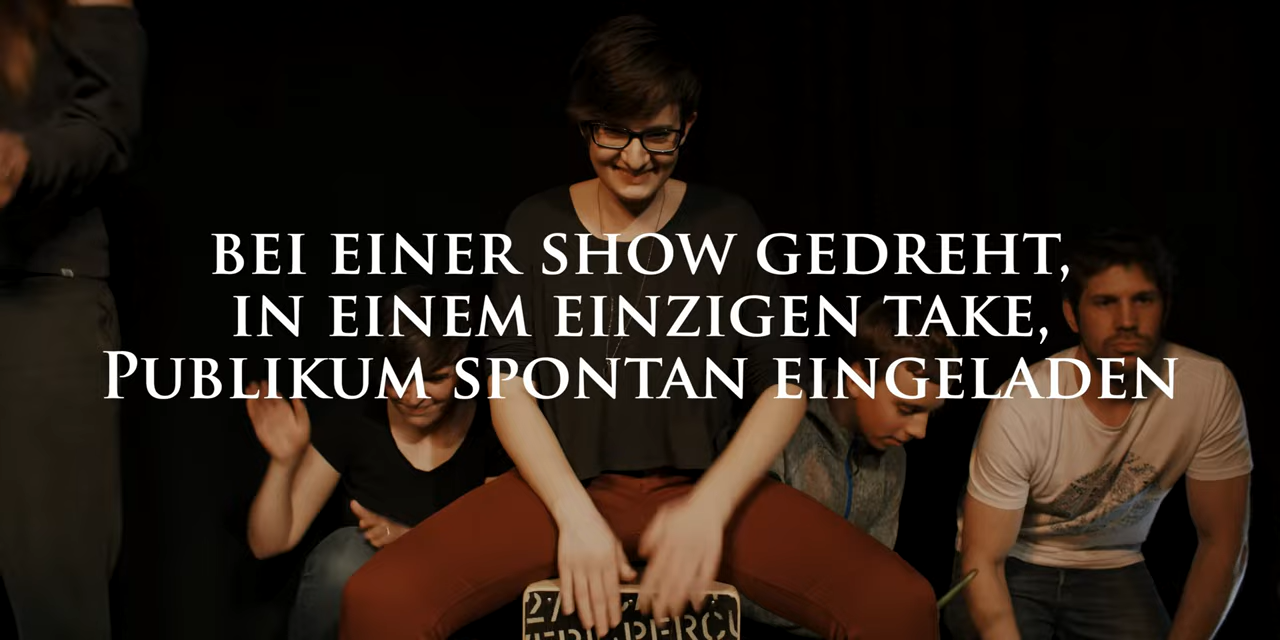 BEI EINER SHOW GEDREHT,
IN EINEM EINZIGEN TAKE,
PUBLIKUM SPONTAN EINGELADEN